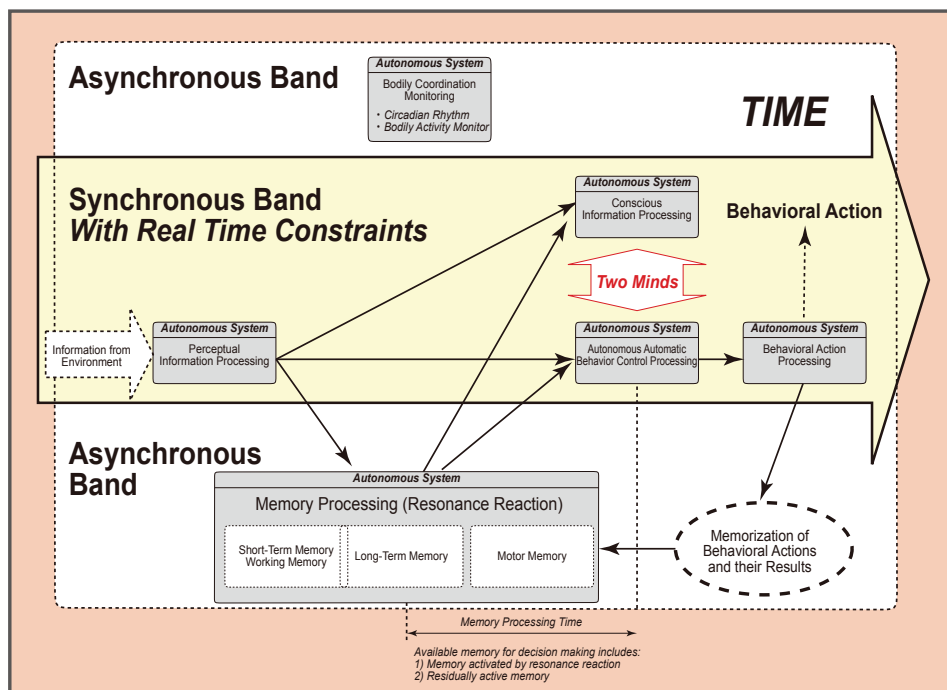 Asynchronous Band
Autonomous System
Bodily Coordination
Monitoring
• Circadian Rhythm
• Bodily Activity Monitor
TIME
Synchronous Band
With Real Time Constraints
Autonomous System
Conscious
Information Processing
Behavioral Action
Two Minds
Information from
Environment
Autonomous System
Perceptual
Information Processing
Autonomous System
Autonomous Automatic
Behavior Control Processing
Autonomous System
Behavioral Action
Processing
Asynchronous
Band
Autonomous System
Memory Processing (Resonance Reaction)
Short-Term Memory
Working Memory
Long-Term Memory
Motor Memory
Memorization of
Behavioral Actions
and their Results
Memory Processing Time
Available memory for decision making includes:
1) Memory activated by resonance reaction
2) Residually active memory